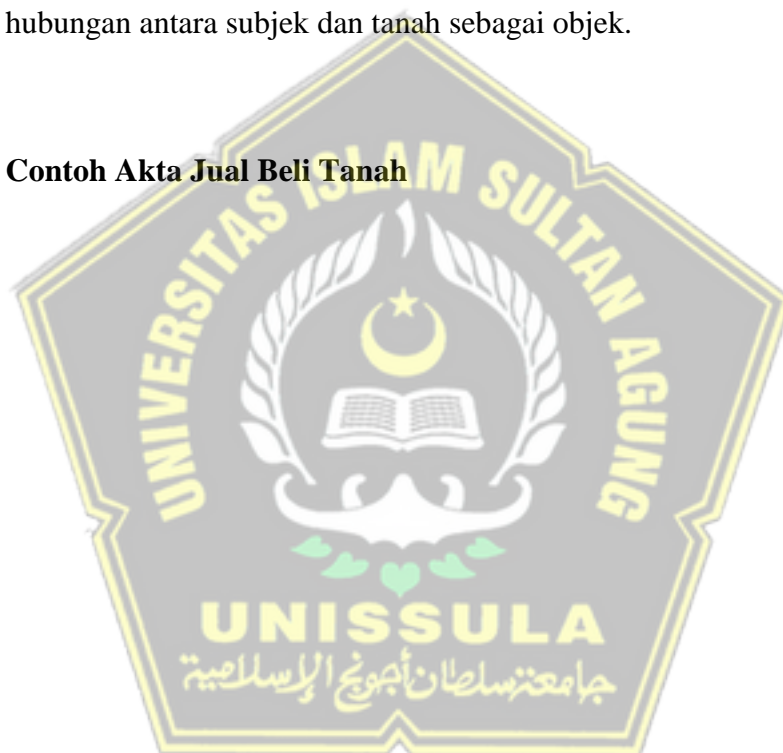 hubungan antara subjek dan tanah sebagai objek.
Contoh Akta Jual Beli Tanah
UNIVERSITAS ISLAM SULTAN AGUNG
UNISSULA
جامعة سلطان أجونج الإسلامية